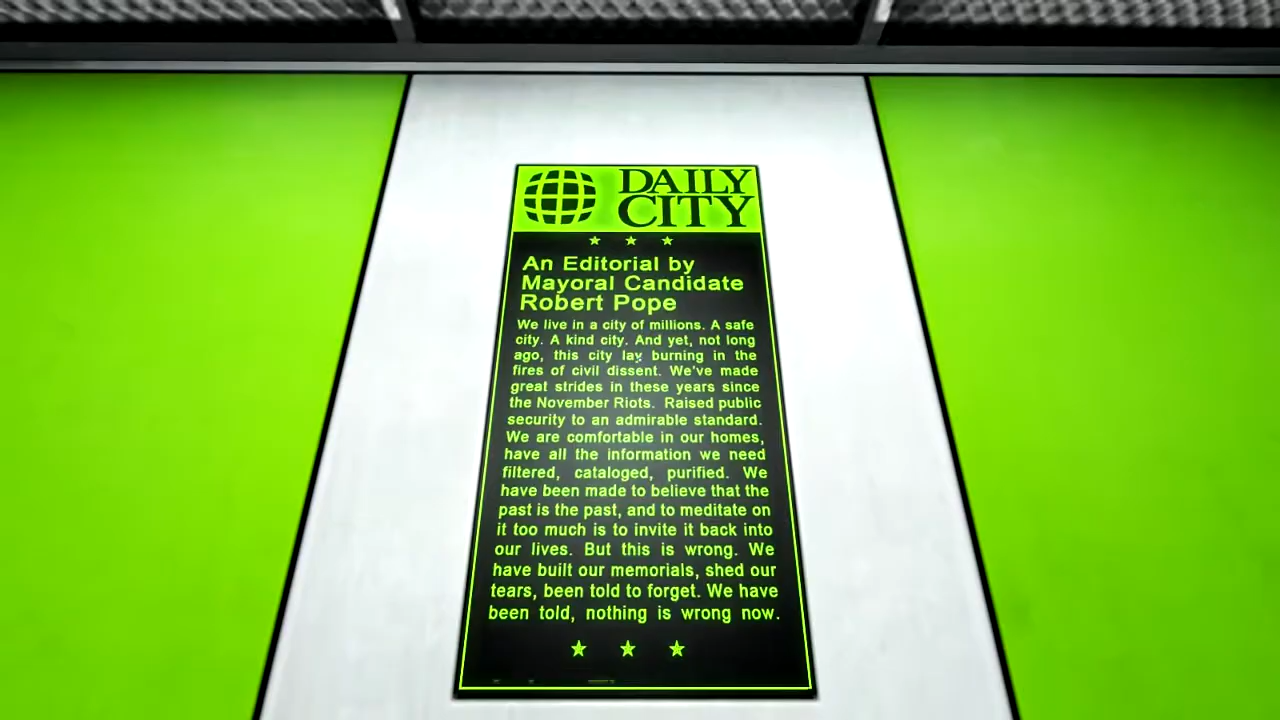 DAILY
CITY
An Editorial by
Mayoral Candidate
Robert Pope
We live in a city of millions. A safe
city. A kind city. And yet, not long
ago, this city lay burning in the
fires of civil dissent. We've made
great strides in these years since
the November Riots. Raised public
security to an admirable standard.
We are comfortable in our homes,
have all the information we need
filtered, cataloged, purified. We
have been made to believe that the
past is the past, and to meditate on
it too much is to invite it back into
our lives. But this is wrong. We
have built our memorials, shed our
tears, been told to forget. We have
been told, nothing is wrong now.